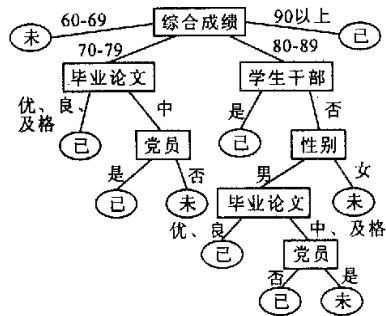 60-69 综合成绩 90以上
未 已
70-79 80-89
毕业论文 学生干部
优、良、 中 是 否
及格
已 党员 已 性别
是 否 男 女
已 未 毕业论文 未
优、良 中、及格
已 党员
否 是
已 未